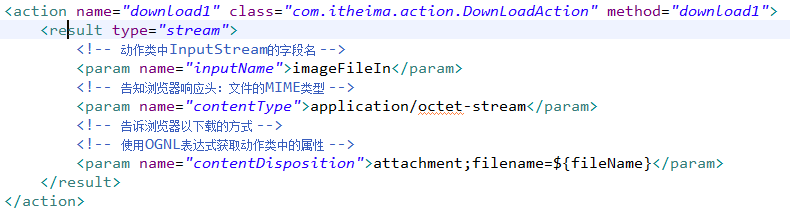 <action name="download1" class="com.itheima.action.DownLoadAction" method="download1">
<result type="stream">
<!-- 动作类中InputStream的字段名 -->
<param name="inputName">imageFileIn</param>
<!-- 告知浏览器响应头：文件的MIME类型 -->
<param name="contentType">application/octet-stream</param>
<!-- 告诉浏览器以下载的方式 -->
<!-- 使用OGNL表达式获取动作类中的属性 -->
<param name="contentDisposition">attachment;filename=${fileName}</param>
</result>
</action>